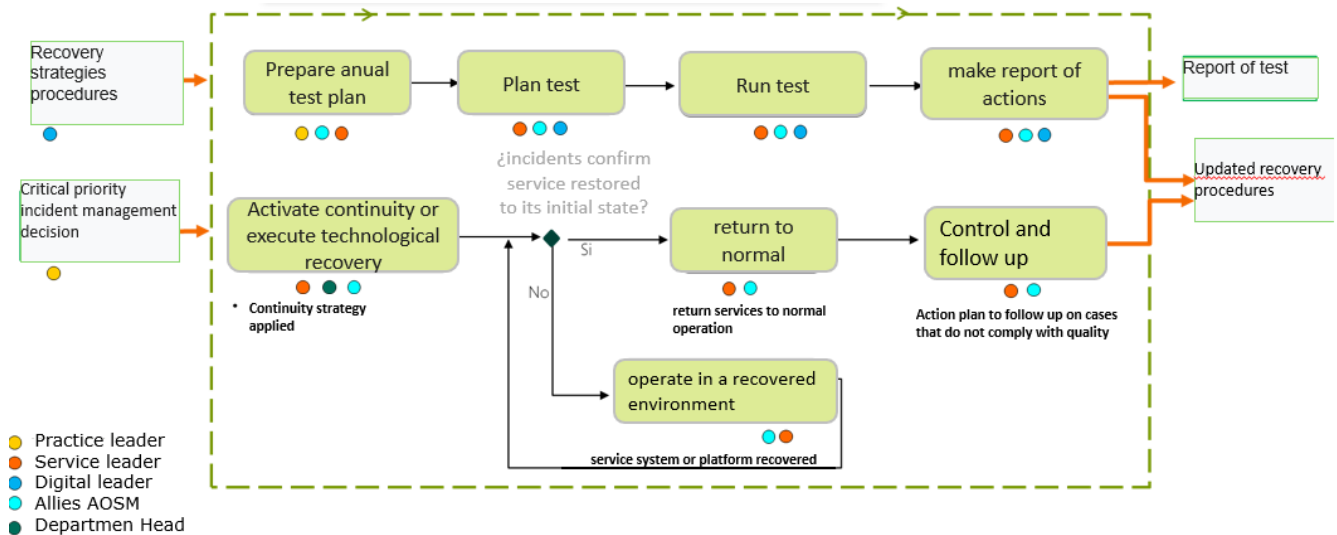 Recovery
strategies
procedures
Prepare anual
test plan
Plan test
Run test
make report of
actions
Report of test
Updated recovery
procedures
Critical priority
incident management
decision
Activate continuity or
execute technological
recovery
• Continuity strategy
applied
¿incidents confirm
service restored
to its initial state?
Si
No
return to
normal
return services to normal
operation
Control and
follow up
Action plan to follow up on cases
that do not comply with quality
operate in a recovered
environment
service system or platform recovered
Practice leader
Service leader
Digital leader
Allies AOSM
Departmen Head